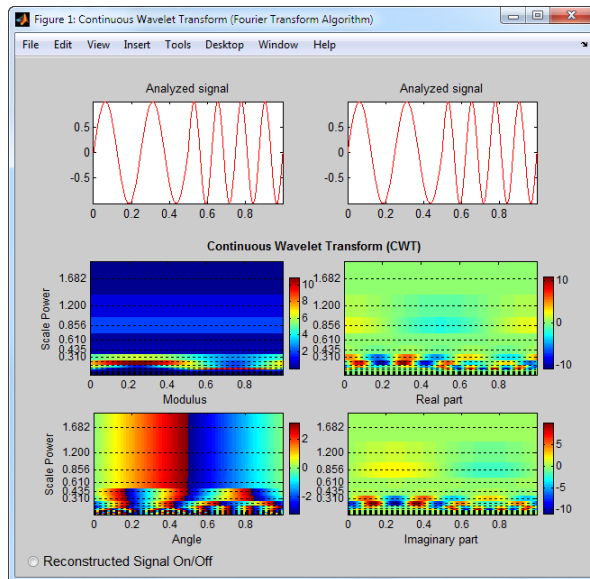 Figure 1: Continuous Wavelet Transform (Fourier Transform Algorithm)
File Edit View Insert Tools Desktop Window Help
Analyzed signal Analyzed signal
0.5 0.5
0 0
-0.5 -0.5
0 0.2 0.4 0.6 0.8 0 0.2 0.4 0.6 0.8
Continuous Wavelet Transform (CWT)
Scale Power
1.682 10 1.682 10
1.200 8 1.200 5
0.856 6 0.856 0
0.610 4 0.610 -5
0.435 2 0.435 -10
0.310 0.310
0 0.2 0.4 0.6 0.8 0 0.2 0.4 0.6 0.8
Modulus Real part
Scale Power
1.682 2 1.682 5
1.200 0 1.200 0
0.856 -2 0.856 -5
0.610 0.610 -10
0.435 0.435
0.310 0.310
0 0.2 0.4 0.6 0.8 0 0.2 0.4 0.6 0.8
Angle Imaginary part
Reconstructed Signal On/Off